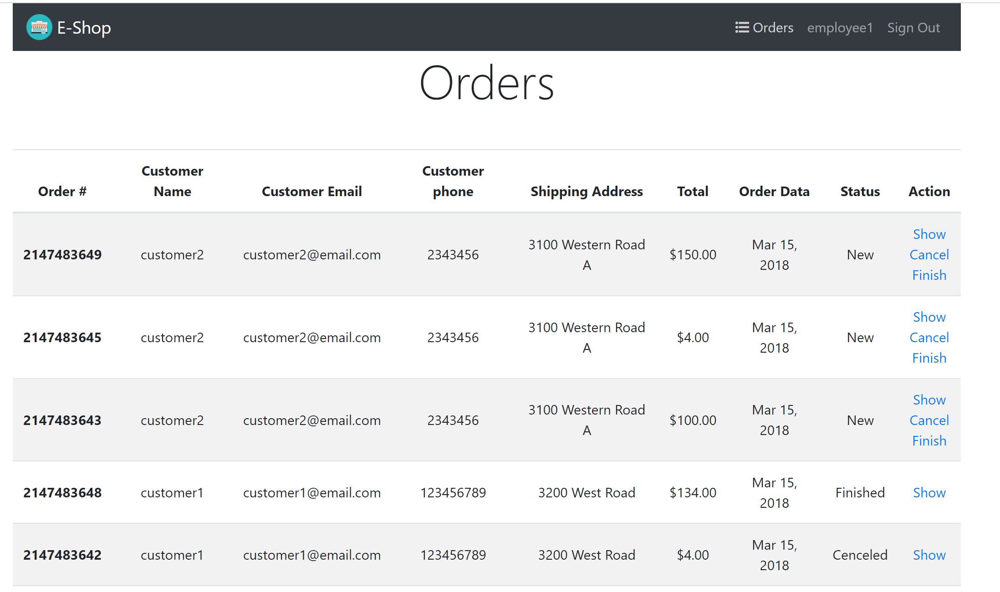 E-Shop
Orders employee1 Sign Out
Orders
Order # Customer Name Customer Email Customer phone Shipping Address Total Order Data Status Action
2147483649 customer2 customer2@email.com 2343456 3100 Western Road A $150.00 Mar 15, 2018 New Show Cancel Finish
2147483645 customer2 customer2@email.com 2343456 3100 Western Road A $4.00 Mar 15, 2018 New Show Cancel Finish
2147483643 customer2 customer2@email.com 2343456 3100 Western Road A $100.00 Mar 15, 2018 New Show Cancel Finish
2147483648 customer1 customer1@email.com 123456789 3200 West Road $134.00 Mar 15, 2018 Finished Show
2147483642 customer1 customer1@email.com 123456789 3200 West Road $4.00 Mar 15, 2018 Cenceled Show